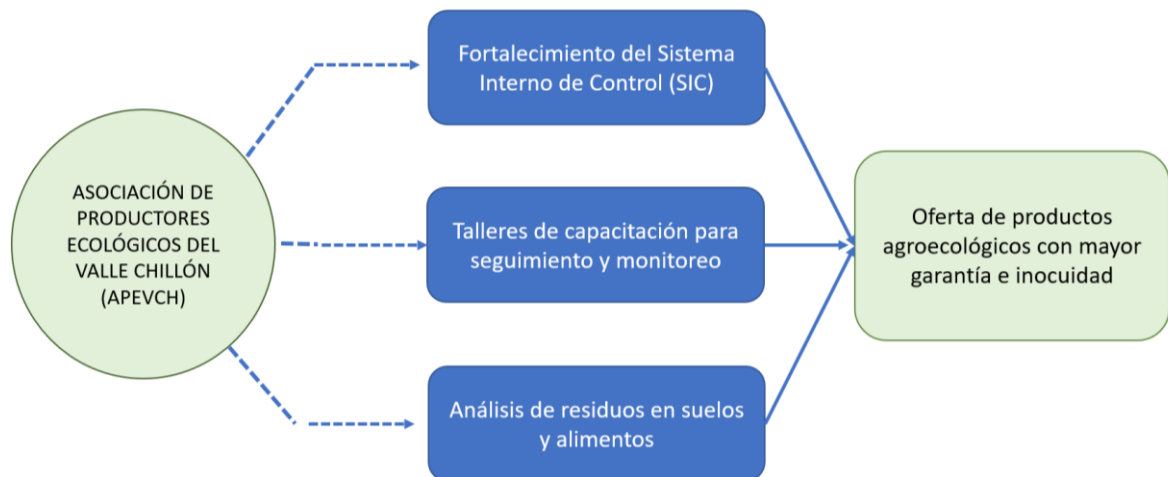 Fortalecimiento del Sistema
Interno de Control (SIC)
ASOCIACIÓN DE
PRODUCTORES
ECOLÓGICOS DEL
VALLE CHILLÓN
(APEVCH)
Talleres de capacitación para
seguimiento y monitoreo
Oferta de productos
agroecológicos con mayor
garantía e inocuidad
Análisis de residuos en suelos
y alimentos